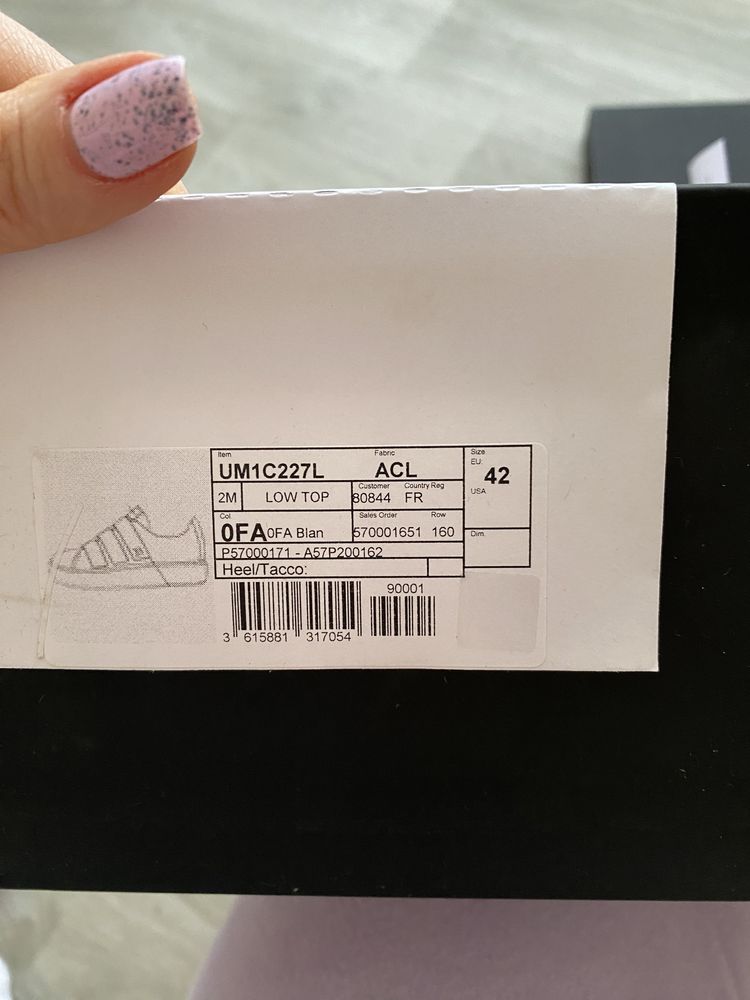 Item Fabric Size
UM1C227L ACL EU: 42
Customer Country Reg
2M LOW TOP 80844 FR USA
Col Sales Order Row
0FA 0FA Blan 570001651 160 Dim.
P57000171 - A57P200162
Heel/Tacco:
90001
3 615881 317054